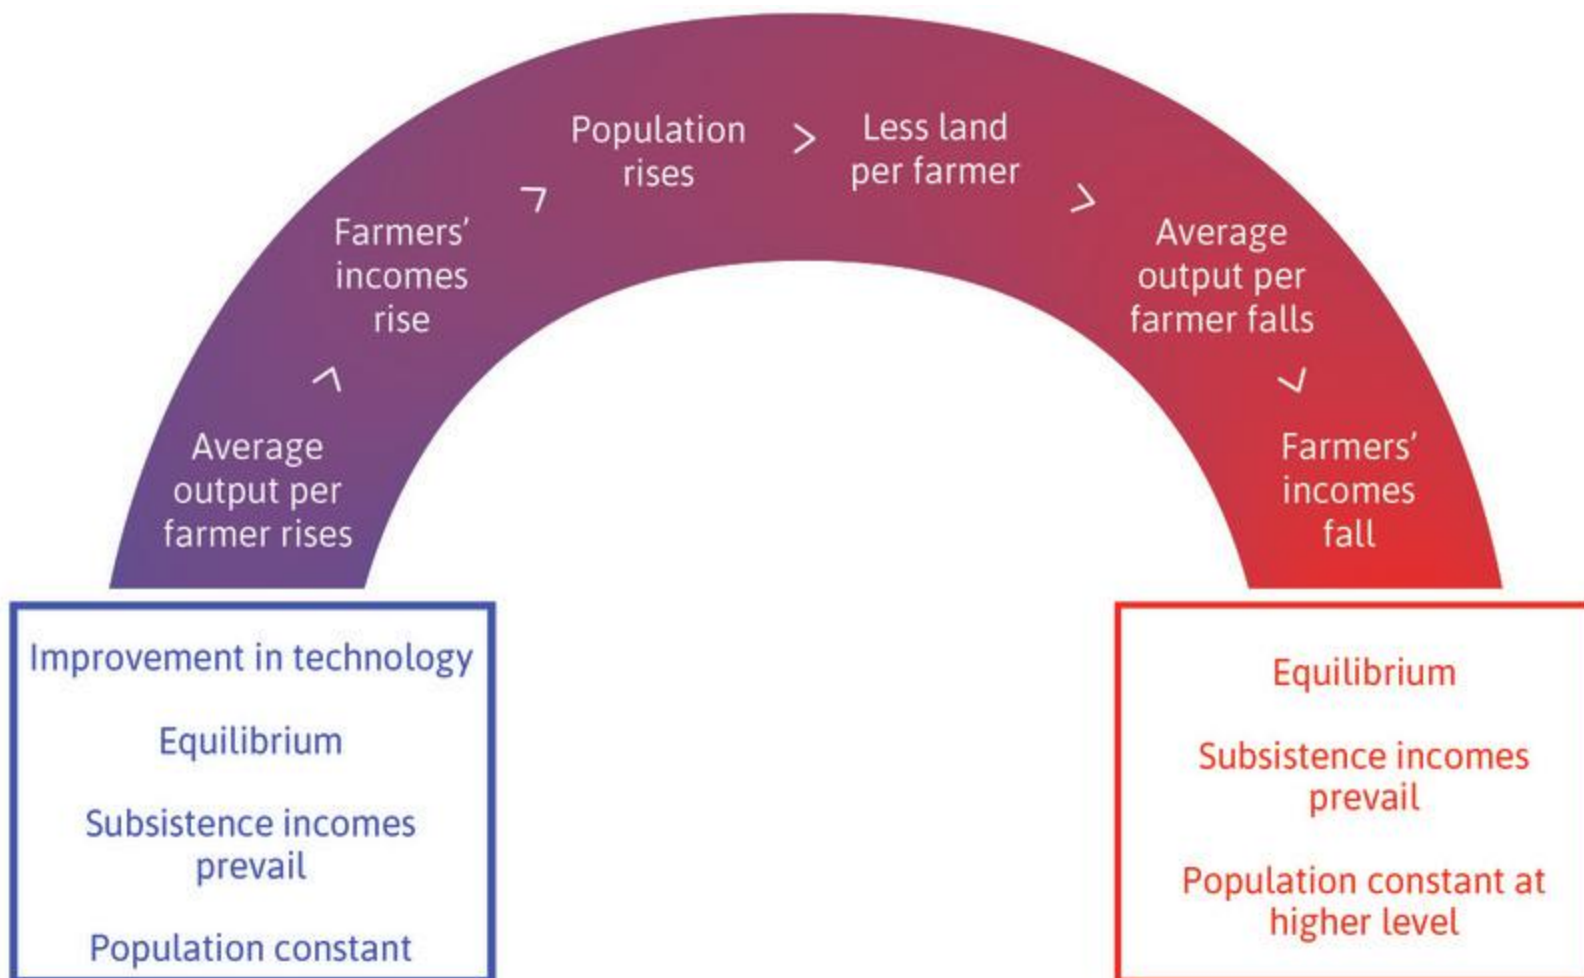 Improvement in technology
Equilibrium
Subsistence incomes
prevail
Population constant
Average
output per
farmer rises
>
Farmers’
incomes
rise
>
Population
rises
>
Less land
per farmer
>
Average
output per
farmer falls
>
Farmers’
incomes
fall
Equilibrium
Subsistence incomes
prevail
Population constant at
higher level